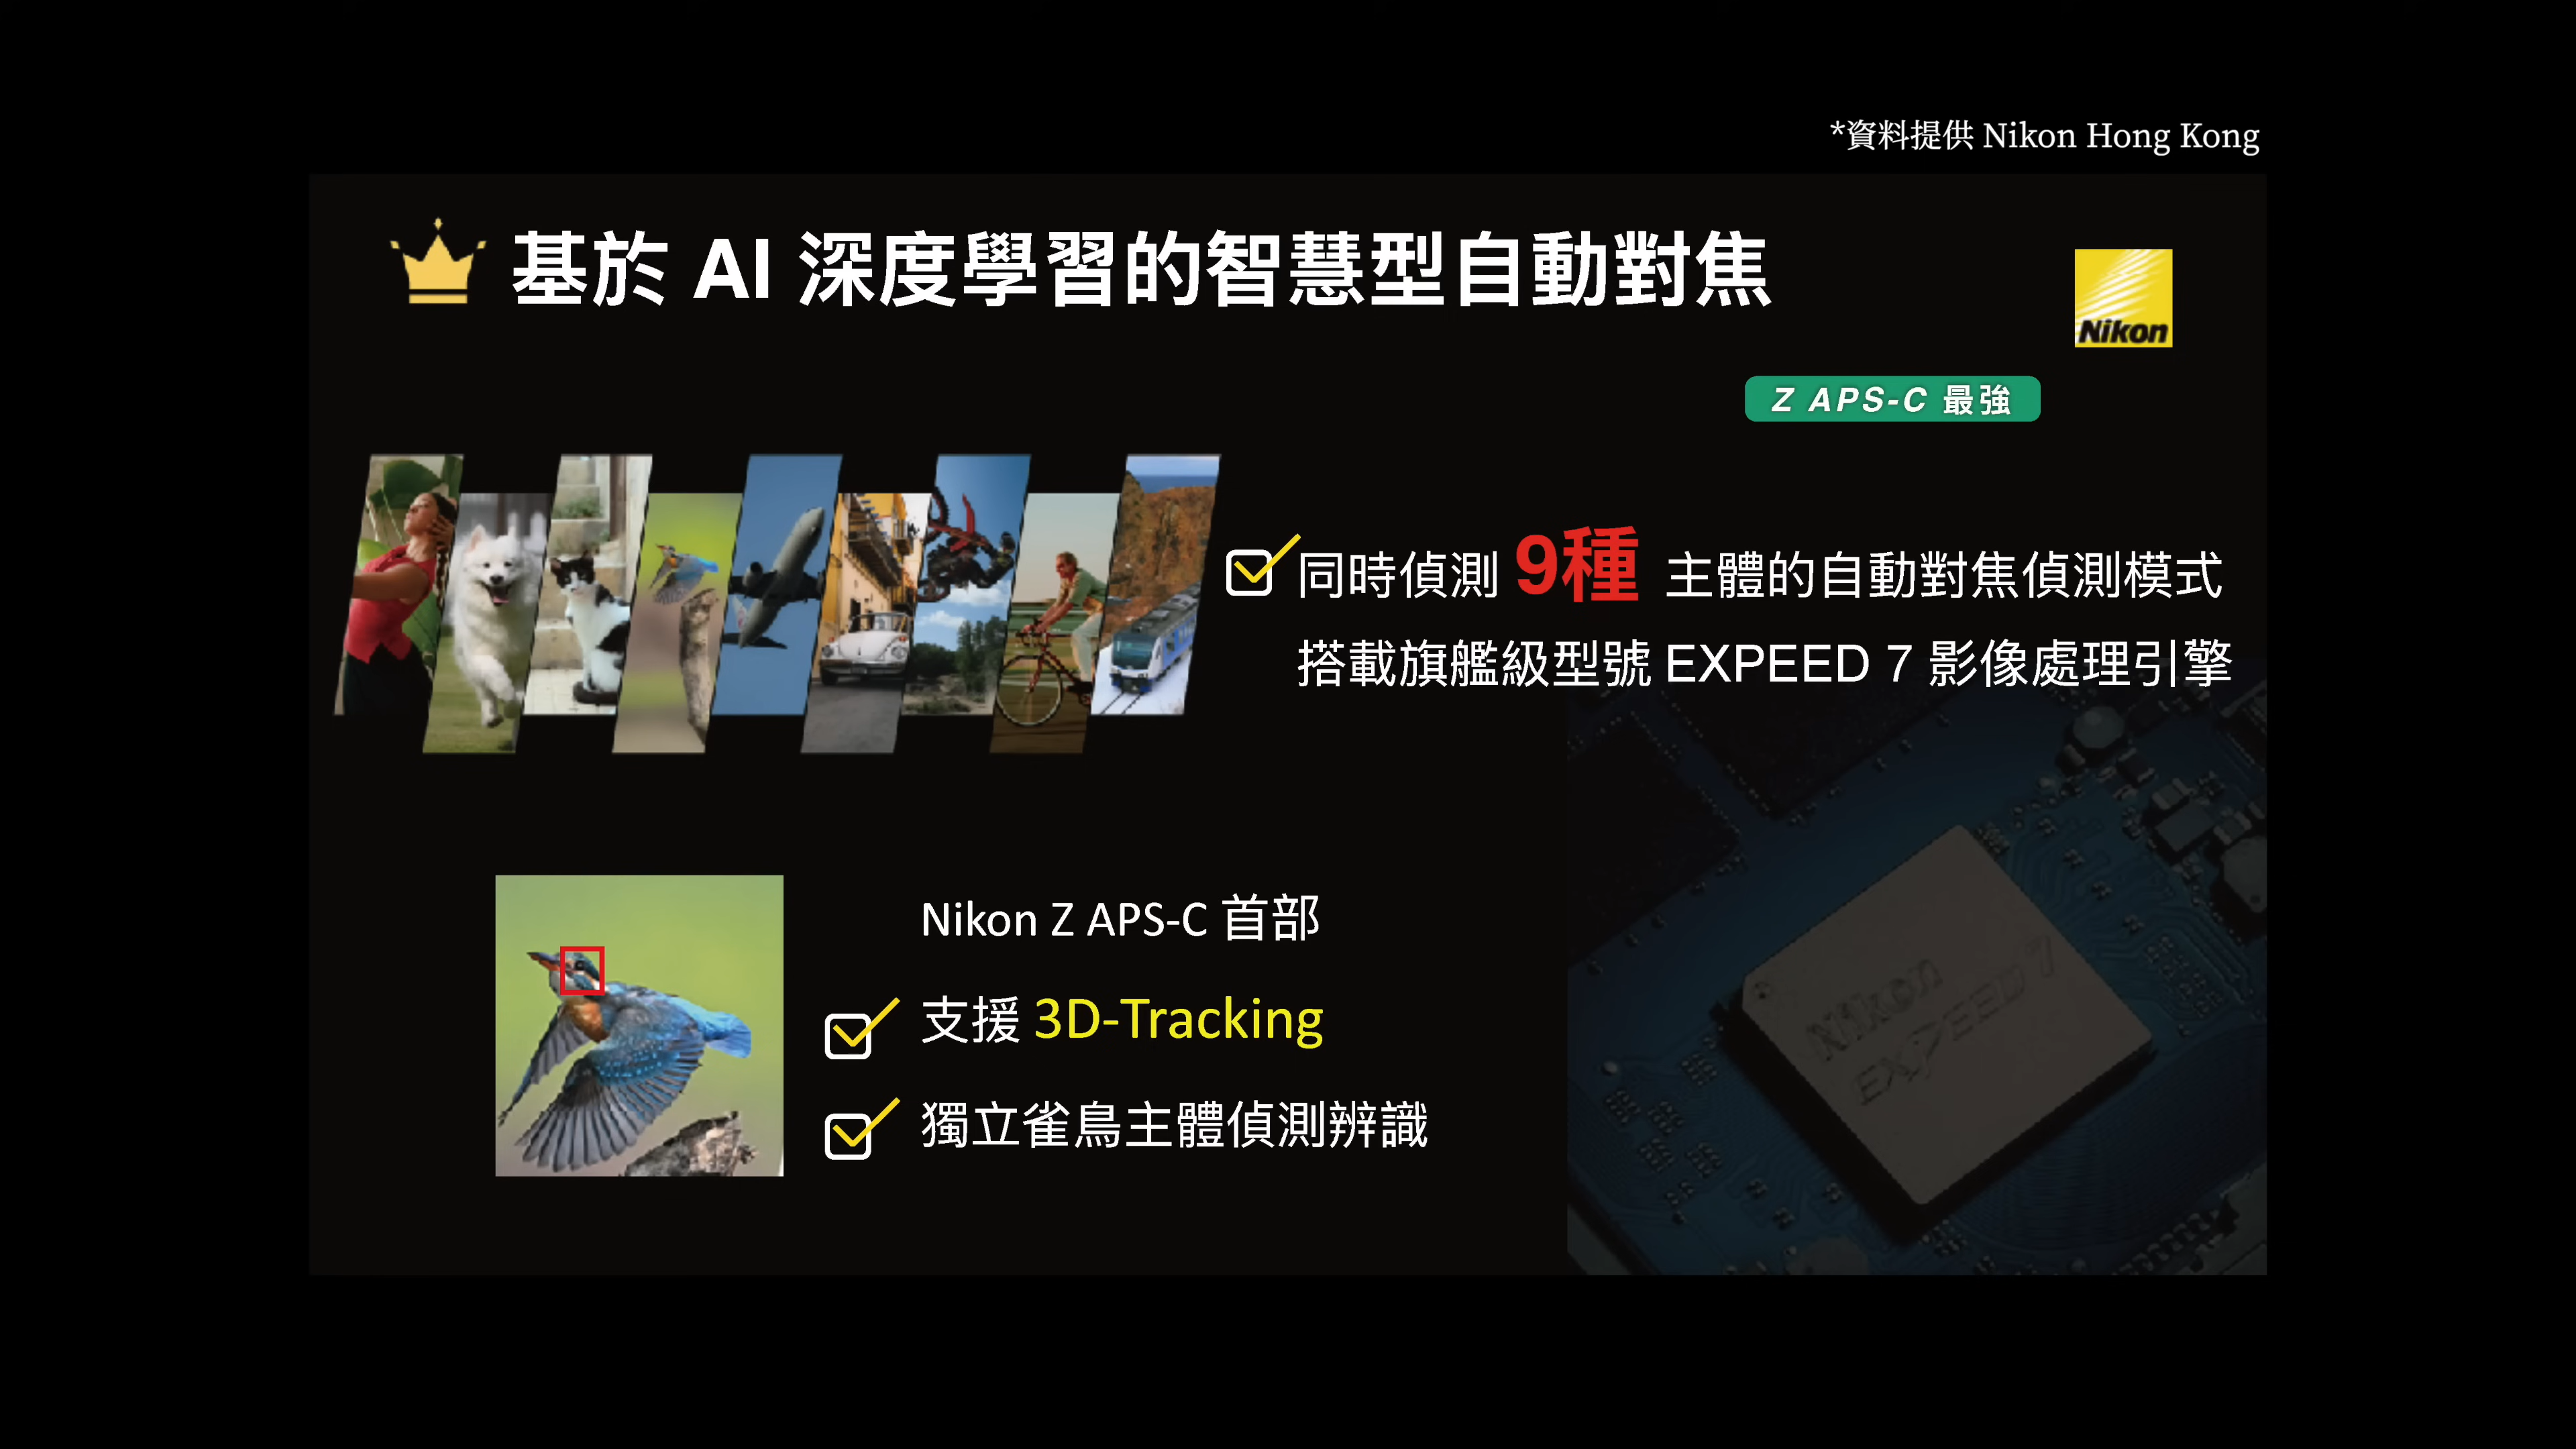 *資料提供 Nikon Hong Kong
基於 AI 深度學習的智慧型自動對焦
Nikon
Z APS-C 最強
同時偵測 9種 主體的自動對焦偵測模式
搭載旗艦級型號 EXPEED 7 影像處理引擎
Nikon Z APS-C 首部
支援 3D-Tracking
獨立雀鳥主體偵測辨識
Nikon
EXPEED 7